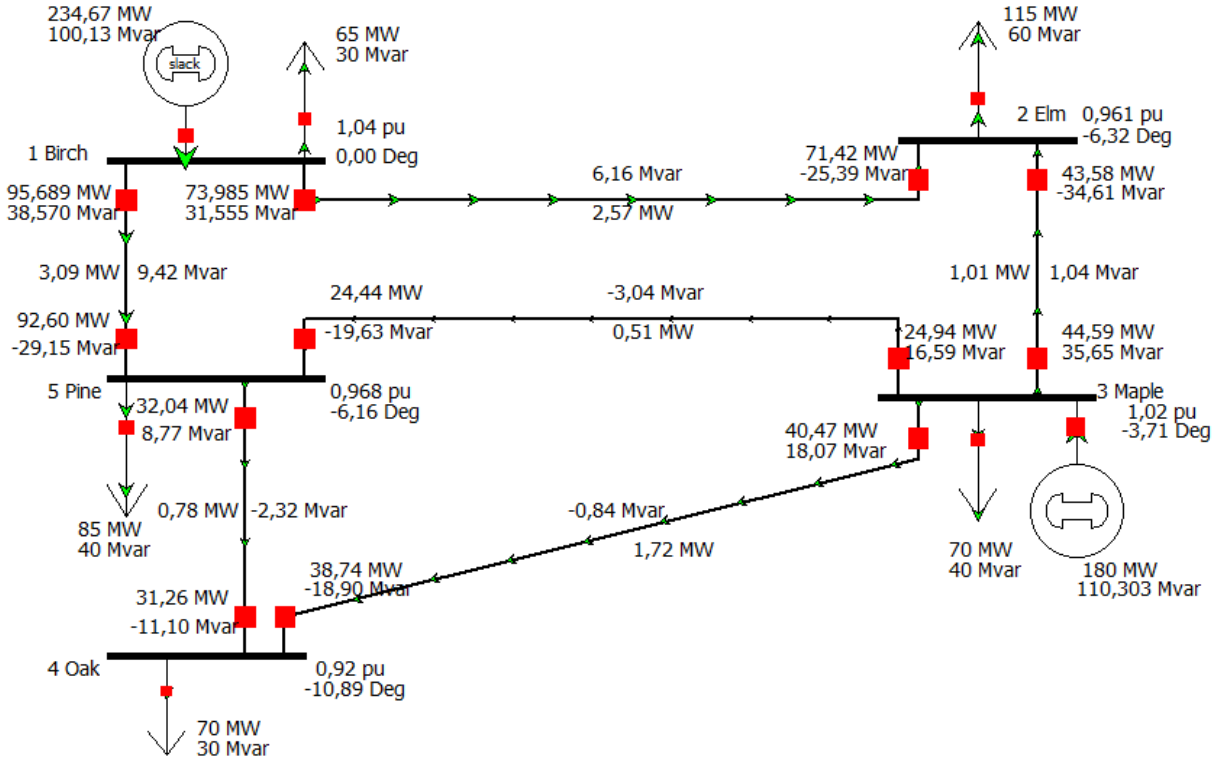 234,67 MW
100,13 Mvar
slack
65 MW
30 Mvar
115 MW
60 Mvar
1,04 pu
0,00 Deg
1 Birch
2 Elm 0,961 pu
-6,32 Deg
95,689 MW
38,570 Mvar
73,985 MW
31,555 Mvar
6,16 Mvar
2,57 MW
71,42 MW
-25,39 Mvar
43,58 MW
-34,61 Mvar
3,09 MW 9,42 Mvar
1,01 MW 1,04 Mvar
24,44 MW
-19,63 Mvar
-3,04 Mvar
0,51 MW
92,60 MW
-29,15 Mvar
24,94 MW
16,59 Mvar
44,59 MW
35,65 Mvar
5 Pine
0,968 pu
-6,16 Deg
3 Maple
1,02 pu
-3,71 Deg
32,04 MW
8,77 Mvar
40,47 MW
18,07 Mvar
0,78 MW -2,32 Mvar
-0,84 Mvar
1,72 MW
85 MW
40 Mvar
70 MW
40 Mvar
180 MW
110,303 Mvar
38,74 MW
-18,90 Mvar
31,26 MW
-11,10 Mvar
4 Oak
0,92 pu
-10,89 Deg
70 MW
30 Mvar